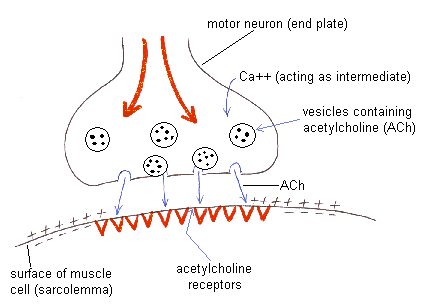 motor neuron (end plate)
Ca++ (acting as intermediate)
vesicles containing
acetylcholine (ACh)
ACh
+ + + + + + +
+ + + + + +
surface of muscle
cell (sarcolemma)
acetylcholine
receptors